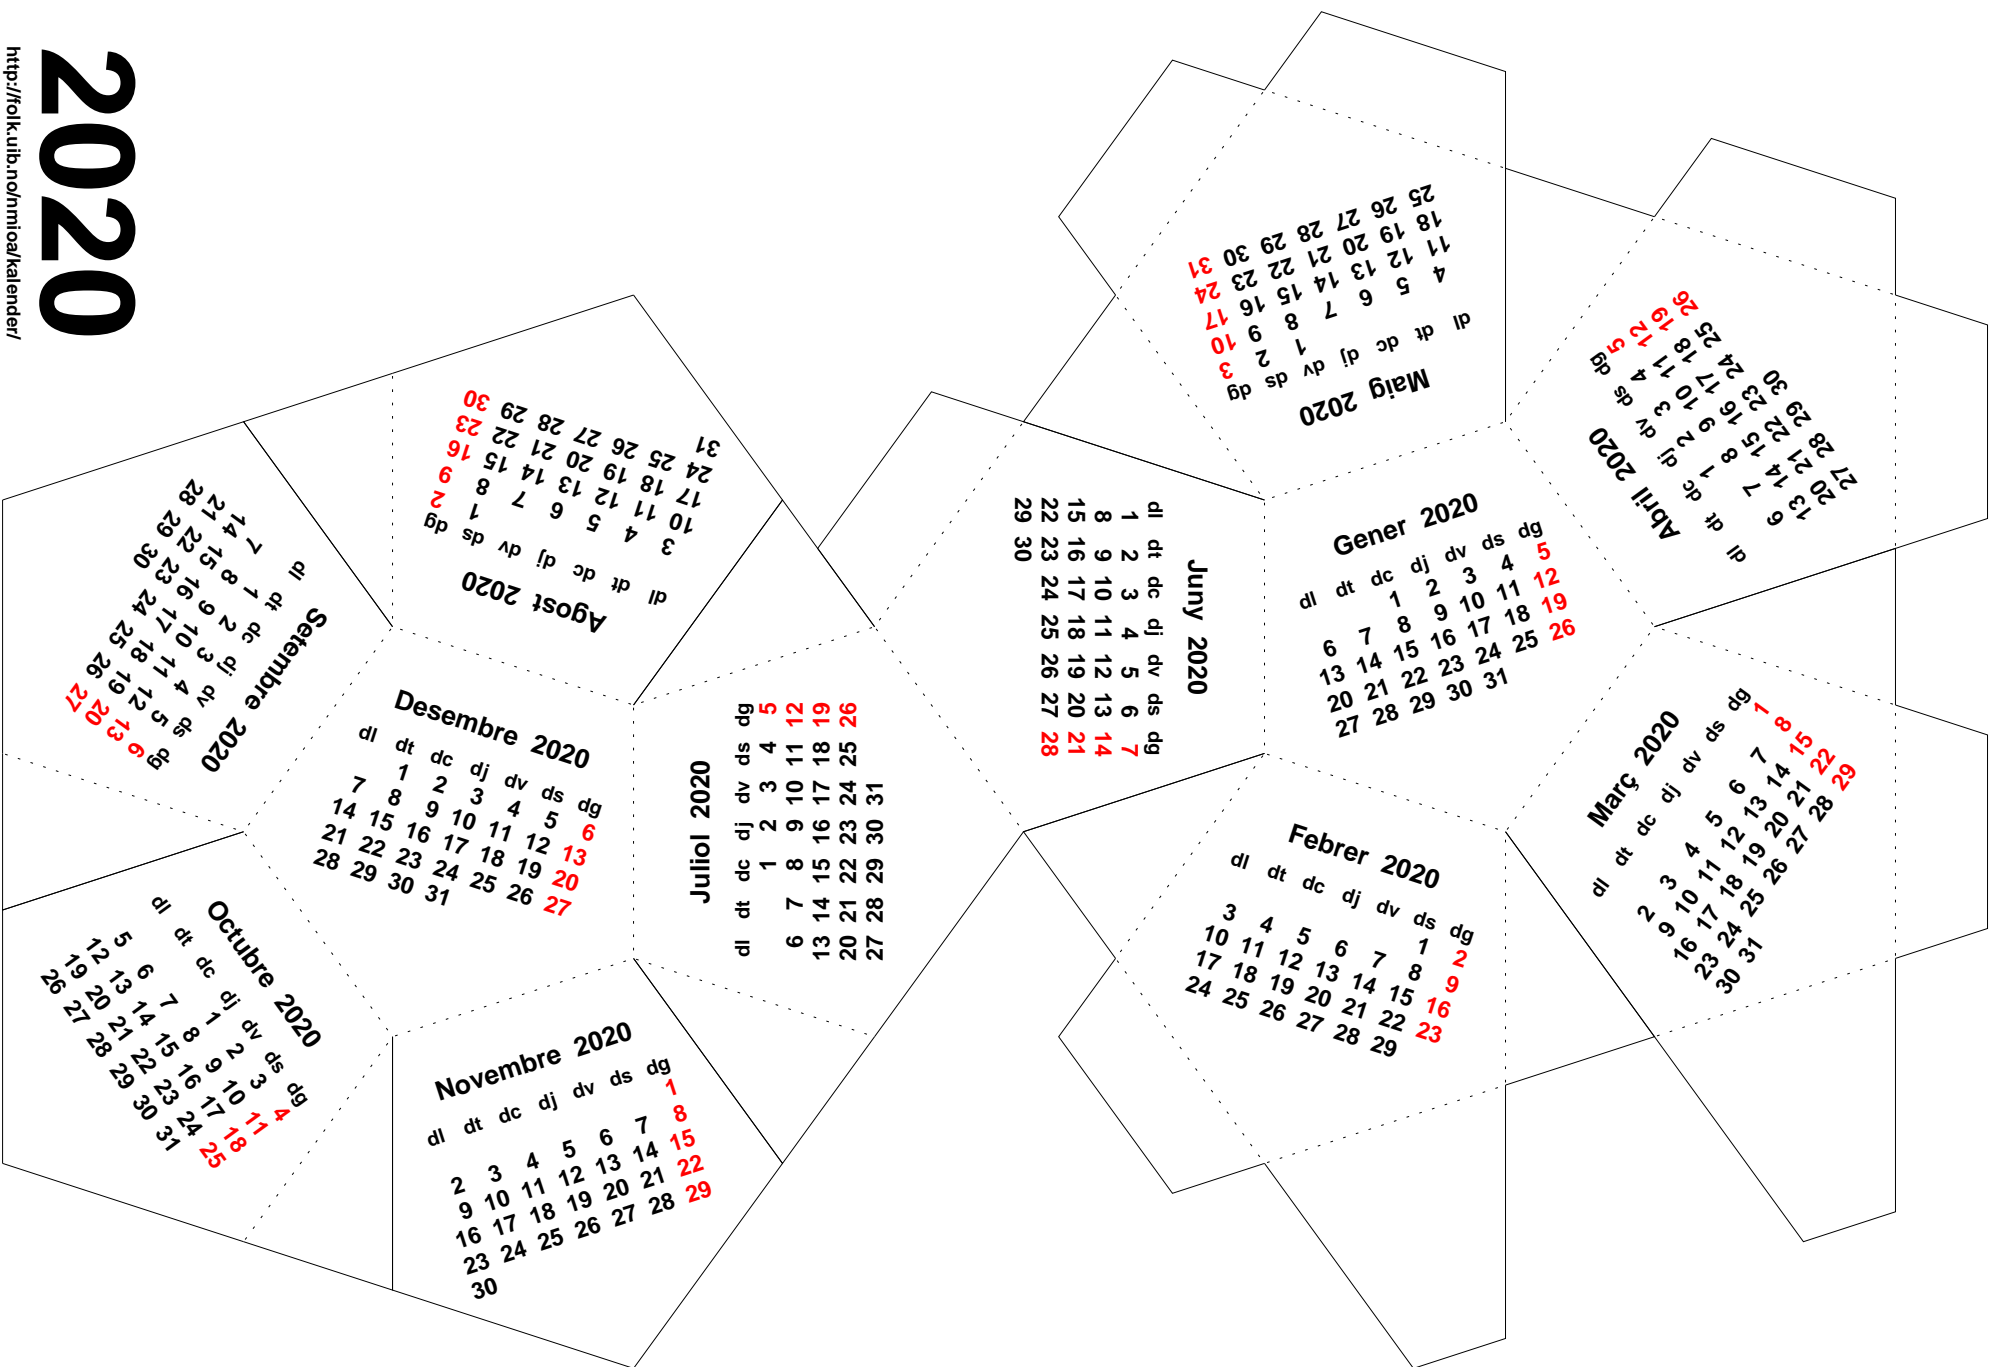 2020
http://folk.uib.no/nmioa/kalender/
Gener 2020
dl dt dc dj dv ds dg
1 2 3 4 5
6 7 8 9 10 11 12
13 14 15 16 17 18 19
20 21 22 23 24 25 26
27 28 29 30 31
Febrer 2020
dl dt dc dj dv ds dg
1 2
3 4 5 6 7 8 9
10 11 12 13 14 15 16
17 18 19 20 21 22 23
24 25 26 27 28 29
Març 2020
dl dt dc dj dv ds dg
1
2 3 4 5 6 7 8
9 10 11 12 13 14 15
16 17 18 19 20 21 22
23 24 25 26 27 28 29
30 31
Abril 2020
dl dt dc dj dv ds dg
1 2 3 4 5
6 7 8 9 10 11 12
13 14 15 16 17 18 19
20 21 22 23 24 25 26
27 28 29 30
Maig 2020
dl dt dc dj dv ds dg
1 2 3
4 5 6 7 8 9 10
11 12 13 14 15 16 17
18 19 20 21 22 23 24
25 26 27 28 29 30 31
Juny 2020
dl dt dc dj dv ds dg
1 2 3 4 5 6 7
8 9 10 11 12 13 14
15 16 17 18 19 20 21
22 23 24 25 26 27 28
29 30
Juliol 2020
dl dt dc dj dv ds dg
1 2 3 4 5
6 7 8 9 10 11 12
13 14 15 16 17 18 19
20 21 22 23 24 25 26
27 28 29 30 31
Agost 2020
dl dt dc dj dv ds dg
1 2
3 4 5 6 7 8 9
10 11 12 13 14 15 16
17 18 19 20 21 22 23
24 25 26 27 28 29 30
31
Setembre 2020
dl dt dc dj dv ds dg
1 2 3 4 5 6
7 8 9 10 11 12 13
14 15 16 17 18 19 20
21 22 23 24 25 26 27
28 29 30
Octubre 2020
dl dt dc dj dv ds dg
1 2 3 4
5 6 7 8 9 10 11
12 13 14 15 16 17 18
19 20 21 22 23 24 25
26 27 28 29 30 31
Novembre 2020
dl dt dc dj dv ds dg
1
2 3 4 5 6 7 8
9 10 11 12 13 14 15
16 17 18 19 20 21 22
23 24 25 26 27 28 29
30
Desembre 2020
dl dt dc dj dv ds dg
1 2 3 4 5 6
7 8 9 10 11 12 13
14 15 16 17 18 19 20
21 22 23 24 25 26 27
28 29 30 31